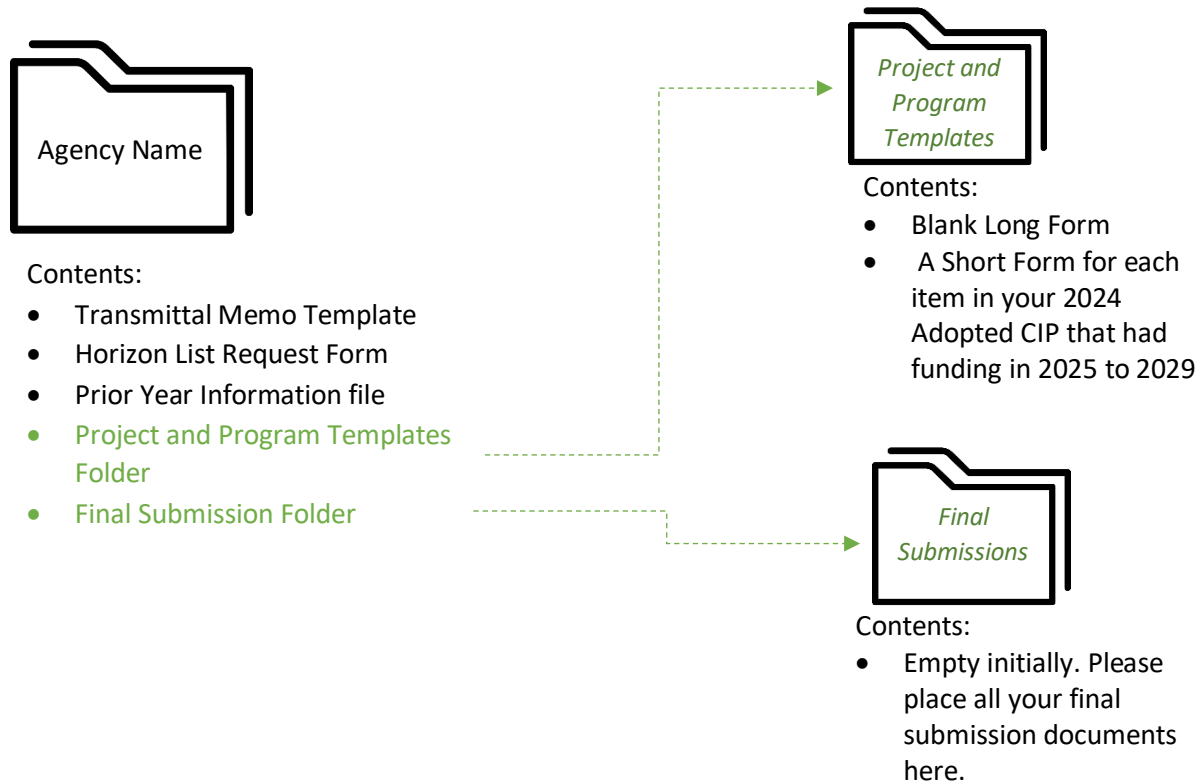 Agency Name
Contents:
• Transmittal Memo Template
• Horizon List Request Form
• Prior Year Information file
• Project and Program Templates
Folder
• Final Submission Folder
Project and
Program
Templates
Contents:
• Blank Long Form
• A Short Form for each
item in your 2024
Adopted CIP that had
funding in 2025 to 2029
Final
Submissions
Contents:
• Empty initially. Please
place all your final
submission documents
here.